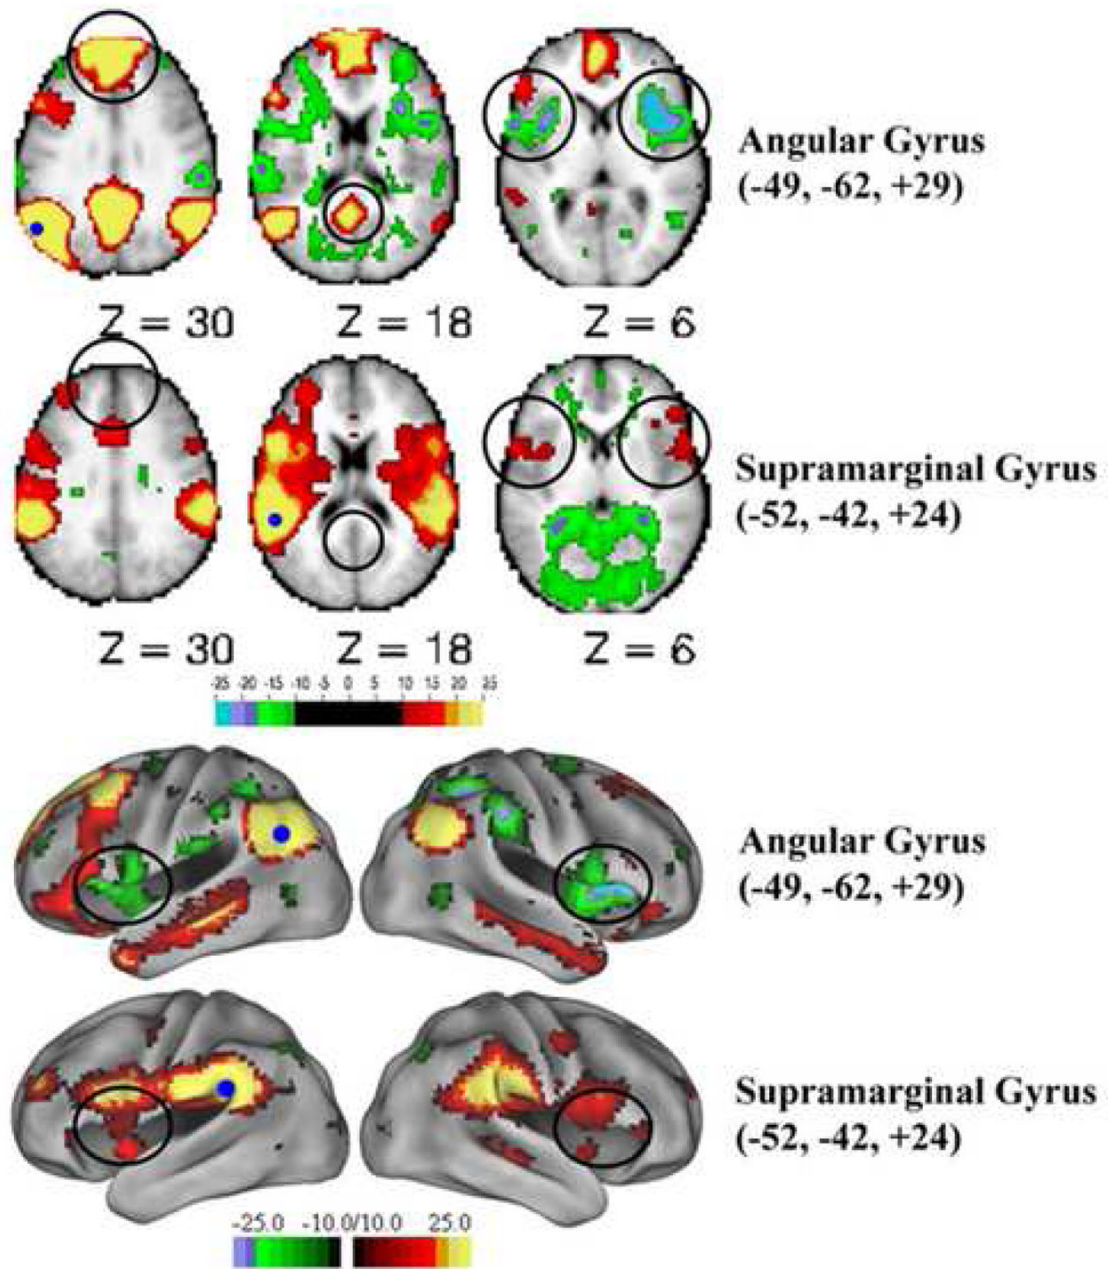 Angular Gyrus
(-49, -62, +29)
Z = 30 Z = 18 Z = 6
Supramarginal Gyrus
(-52, -42, +24)
Z = 30 Z = 18 Z = 6
-25 -20 -15 -10 -5 0 5 10 15 20 25
Angular Gyrus
(-49, -62, +29)
Supramarginal Gyrus
(-52, -42, +24)
-25.0 -10.0/10.0 25.0